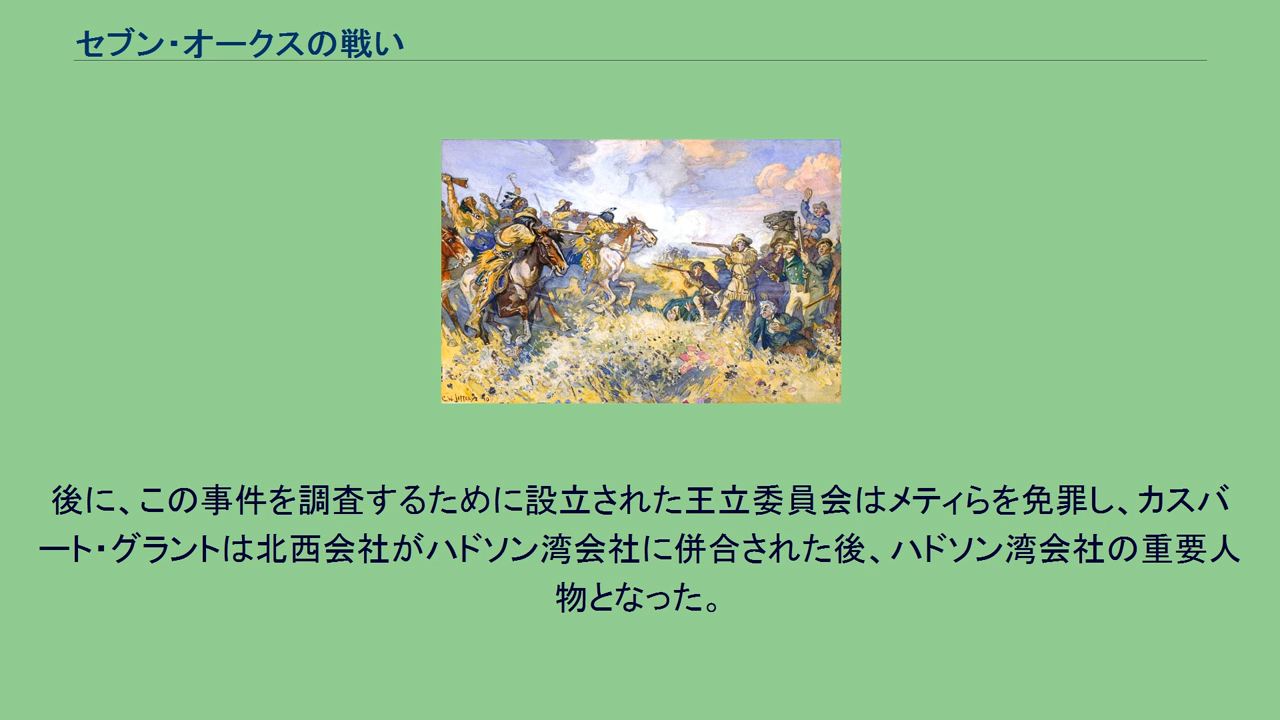 セブン・オークスの戦い
後に、この事件を調査するために設立された王立委員会はメティらを免罪し、カスバ
ート・グラントは北西会社がハドソン湾会社に併合された後、ハドソン湾会社の重要人
物となった。